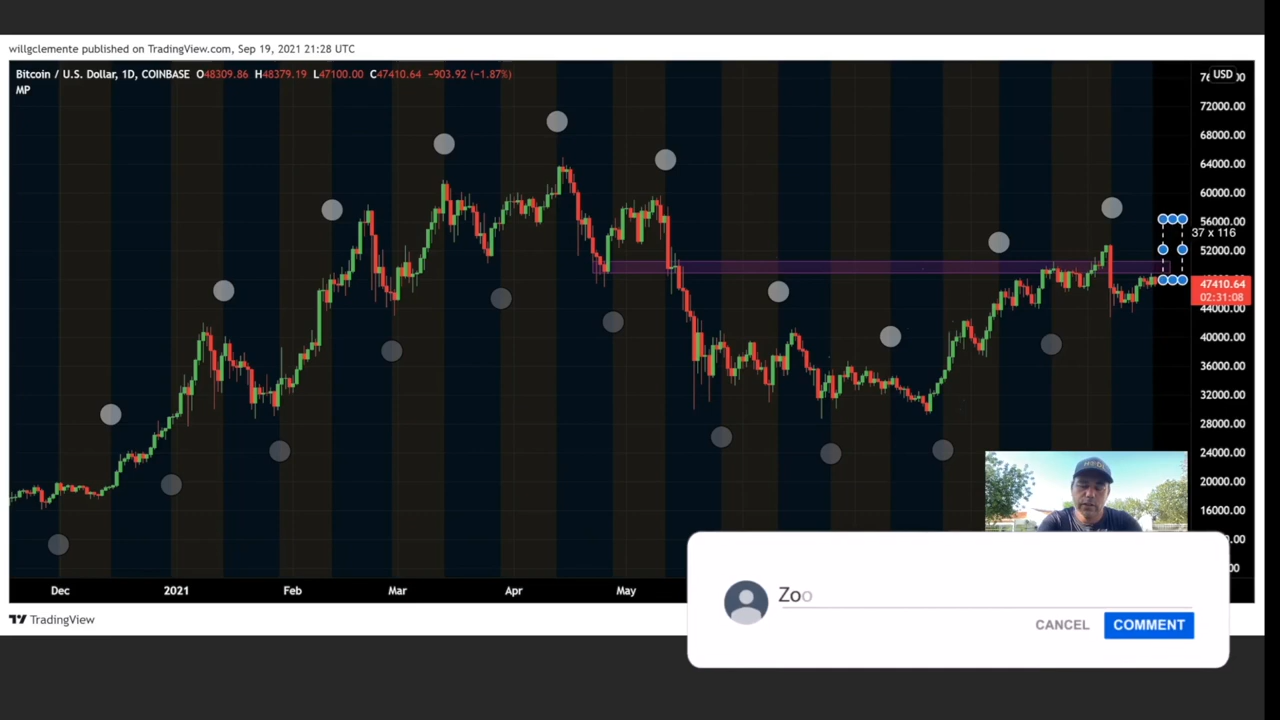 willgclemente published on TradingView.com, Sep 19, 2021 21:28 UTC
Bitcoin / U.S. Dollar, 1D, COINBASE O48309.86 H48379.19 L47100.00 C47410.64 −903.92 (−1.87%)
MP
USD
72000.00
68000.00
64000.00
60000.00
56000.00
37 x 116
52000.00
47410.64
02:31:08
44000.00
40000.00
36000.00
32000.00
28000.00
24000.00
20000.00
16000.00
Dec 2021 Feb Mar Apr May
TradingView
Zoo
CANCEL COMMENT